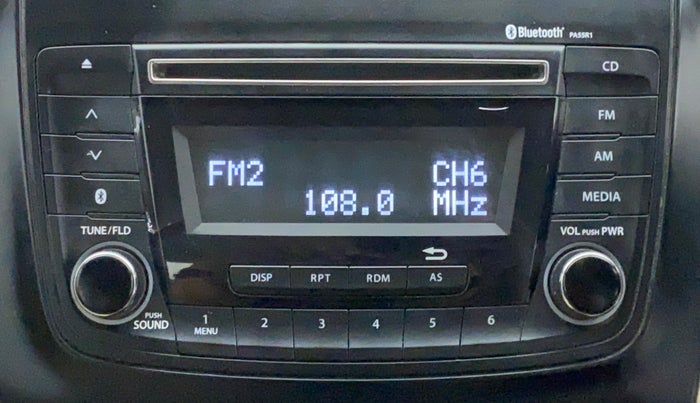 Bluetooth® PA5SR1
CD
FM
AM
MEDIA
FM2 CH6
108.0 MHz
TUNE/FLD
VOL PUSH PWR
DISP RPT RDM AS
PUSH
SOUND
1 2 3 4 5 6
MENU